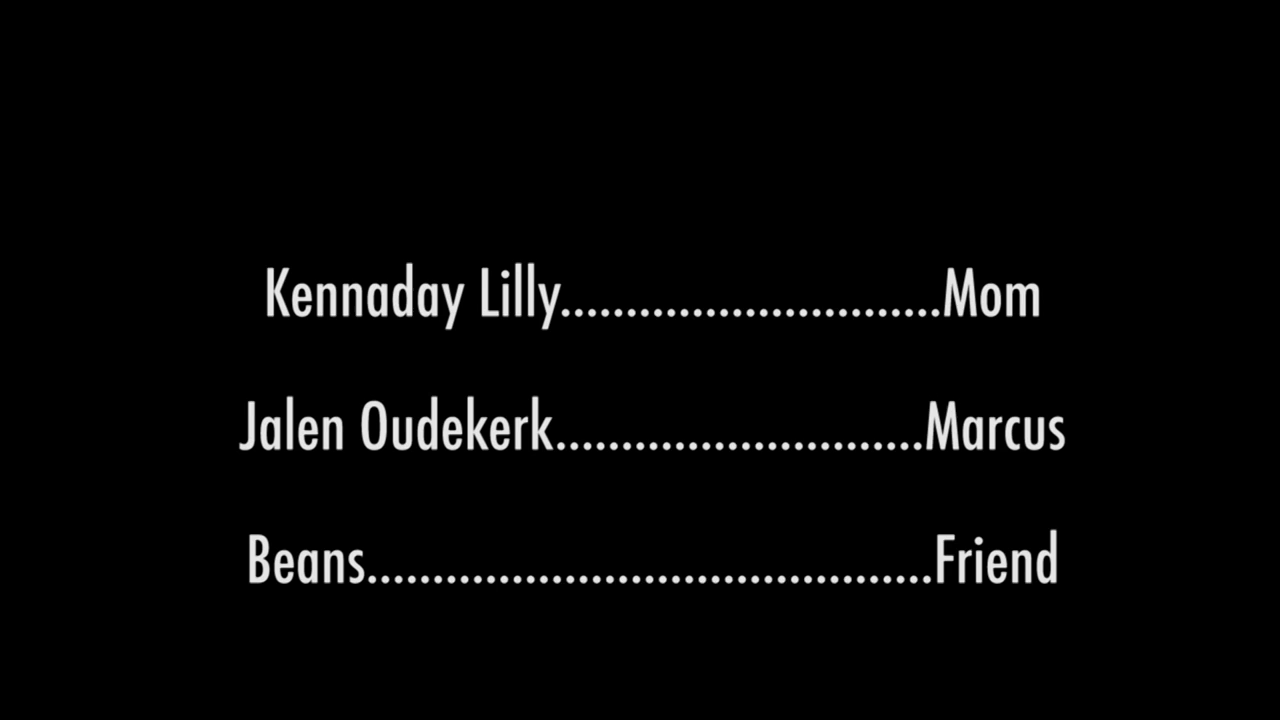 Kennaday Lilly.............................Mom
Jalen Oudekerk............................Marcus
Beans...........................................Friend